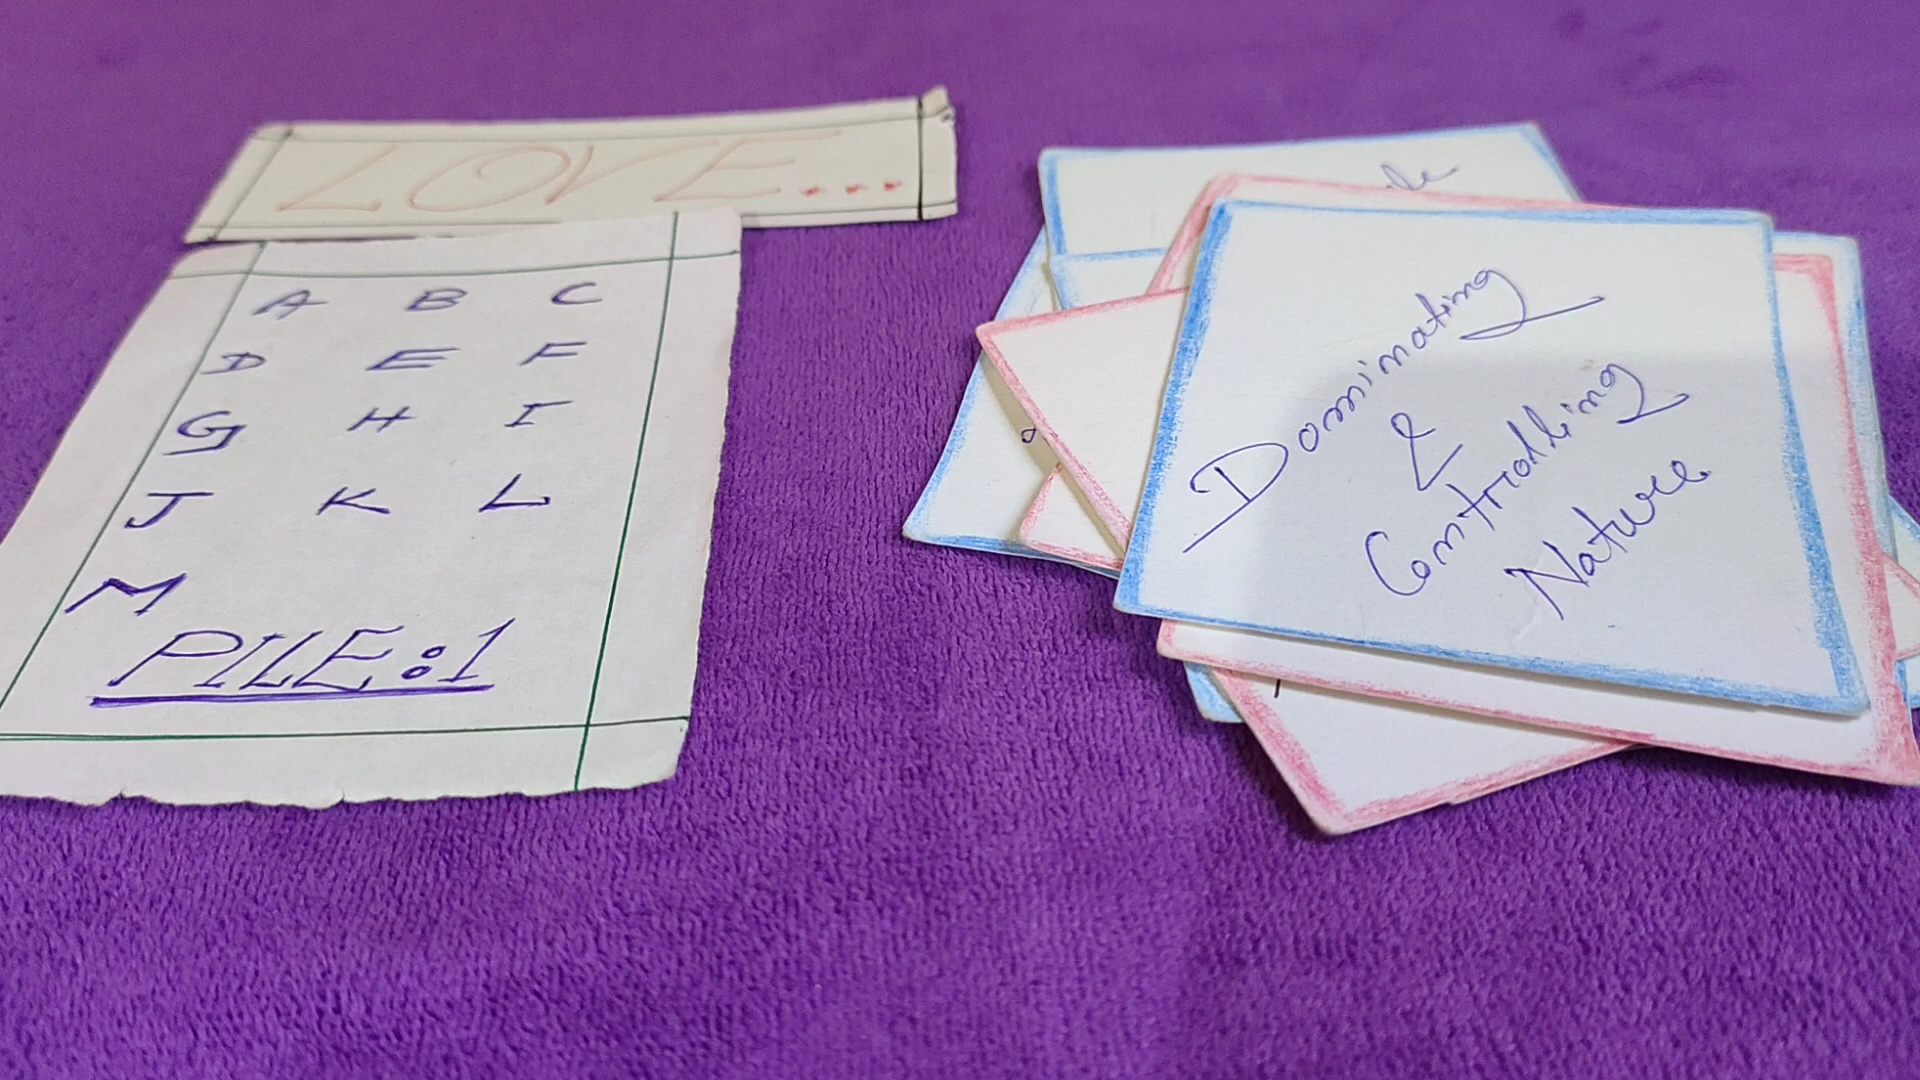 LOVE...
A B C
D E F
G H I
J K L
M
PILE:1
Dominating
&
Controlling
Nature.